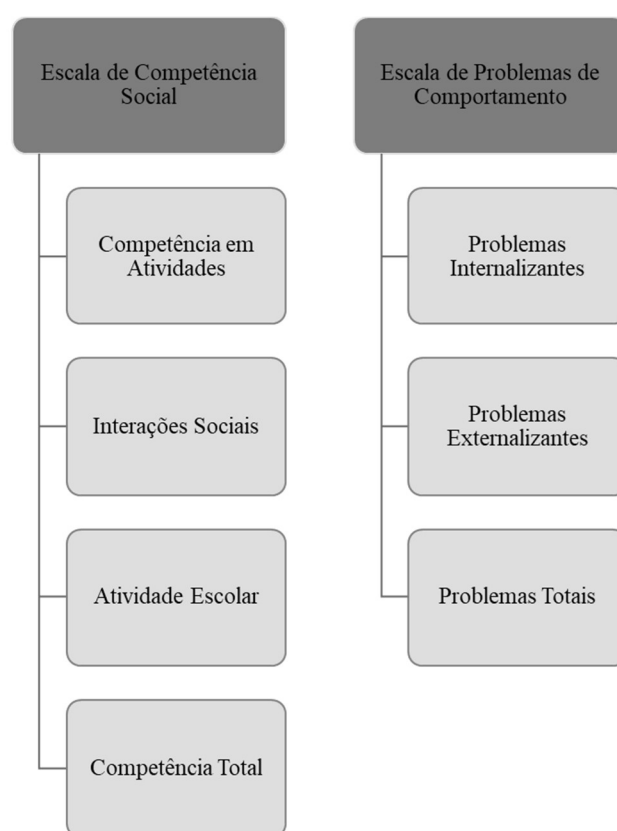 Escala de Competência
Social
Competência em
Atividades
Interações Sociais
Atividade Escolar
Competência Total
Escala de Problemas de
Comportamento
Problemas
Internalizantes
Problemas
Externalizantes
Problemas Totais